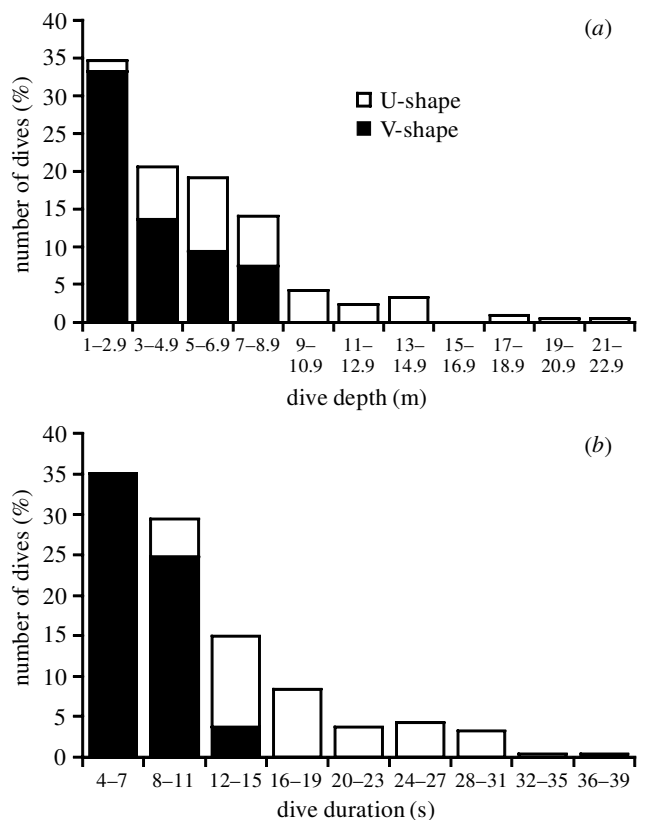 (a)
40
35
30
25
20
15
10
5
0
number of dives (%)
U-shape
V-shape
1–2.9 3–4.9 5–6.9 7–8.9 9– 11– 13– 15– 17– 19– 21–
10.9 12.9 14.9 16.9 18.9 20.9 22.9
dive depth (m)
(b)
40
35
30
25
20
15
10
5
0
number of dives (%)
4–7 8–11 12–15 16–19 20–23 24–27 28–31 32–35 36–39
dive duration (s)